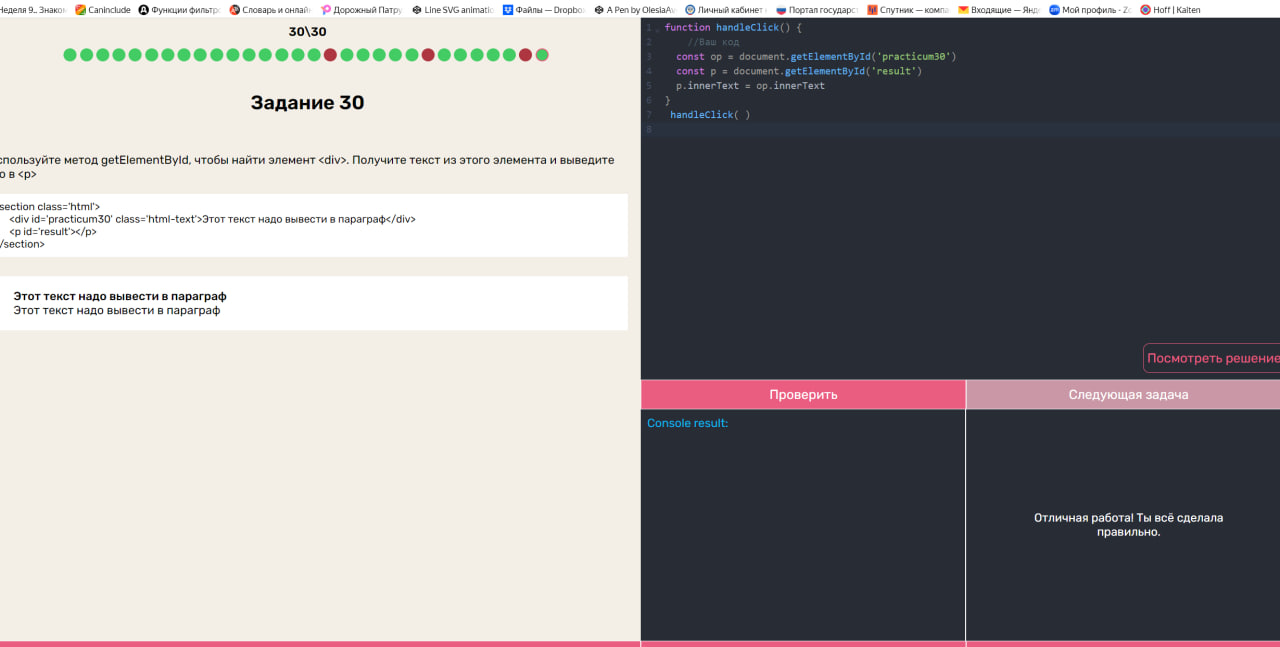 Неделя 9.. Знаком Caninclude Функции фильтро Словарь и онлайн Дорожный Патру Line SVG animatio Файлы — Dropbo A Pen by OlesiaAv Личный кабинет Портал государст Спутник — компа Входящие — Янд Мой профиль - Zo Hoff | Kaiten
30\30
Задание 30
спользуйте метод getElementById, чтобы найти элемент <div>. Получите текст из этого элемента и выведите
о в <p>
section class='html'>
<div id='practicum30' class='html-text'>Этот текст надо вывести в параграф</div>
<p id='result'></p>
/section>
Этот текст надо вывести в параграф
Этот текст надо вывести в параграф
1 function handleClick() {
2 //Ваш код
3 const op = document.getElementById('practicum30')
4 const p = document.getElementById('result')
5 p.innerText = op.innerText
6 }
7 handleClick( )
8
Посмотреть решение
Проверить
Следующая задача
Console result:
Отличная работа! Ты всё сделала
правильно.